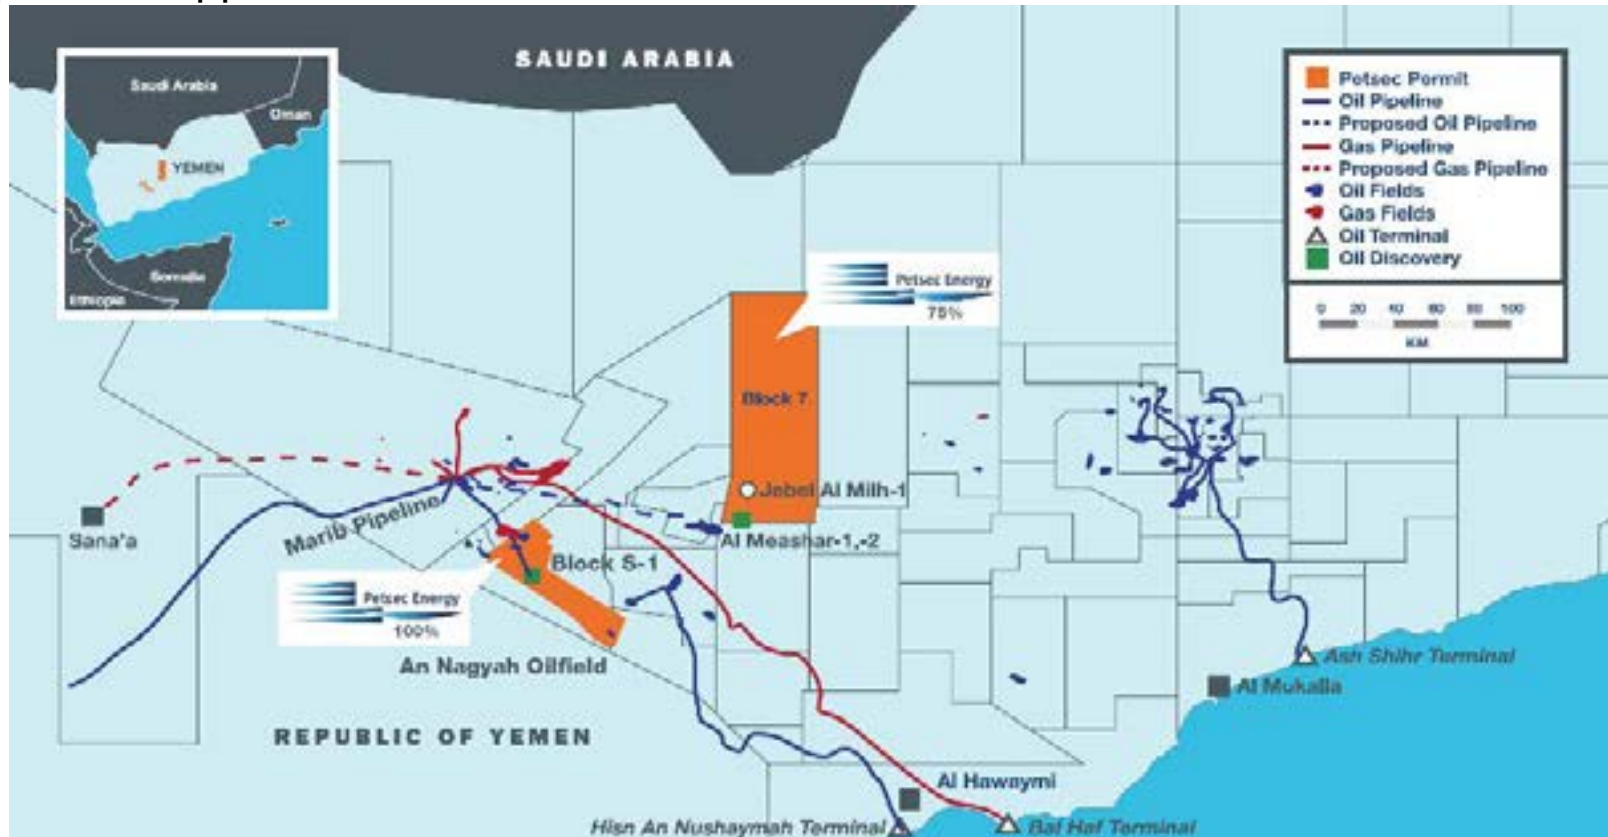 SAUDI ARABIA
Saudi Arabia
Oman
YEMEN
Somalia
Ethiopia
Petsec Permit
Oil Pipeline
Proposed Oil Pipeline
Gas Pipeline
Proposed Gas Pipeline
Oil Fields
Gas Fields
Oil Terminal
Oil Discovery
0 20 40 60 80 100
KM
Petsec Energy
75%
Block 7
Jebel Al Milh-1
Al Meashar-1,-2
Marib Pipeline
Sana'a
Block S-1
Petsec Energy
100%
An Nagyah Oilfield
REPUBLIC OF YEMEN
Ash Shihr Terminal
Al Mukalla
Al Hawaymi
Hisn An Nushaymah Terminal
Bal Haf Terminal